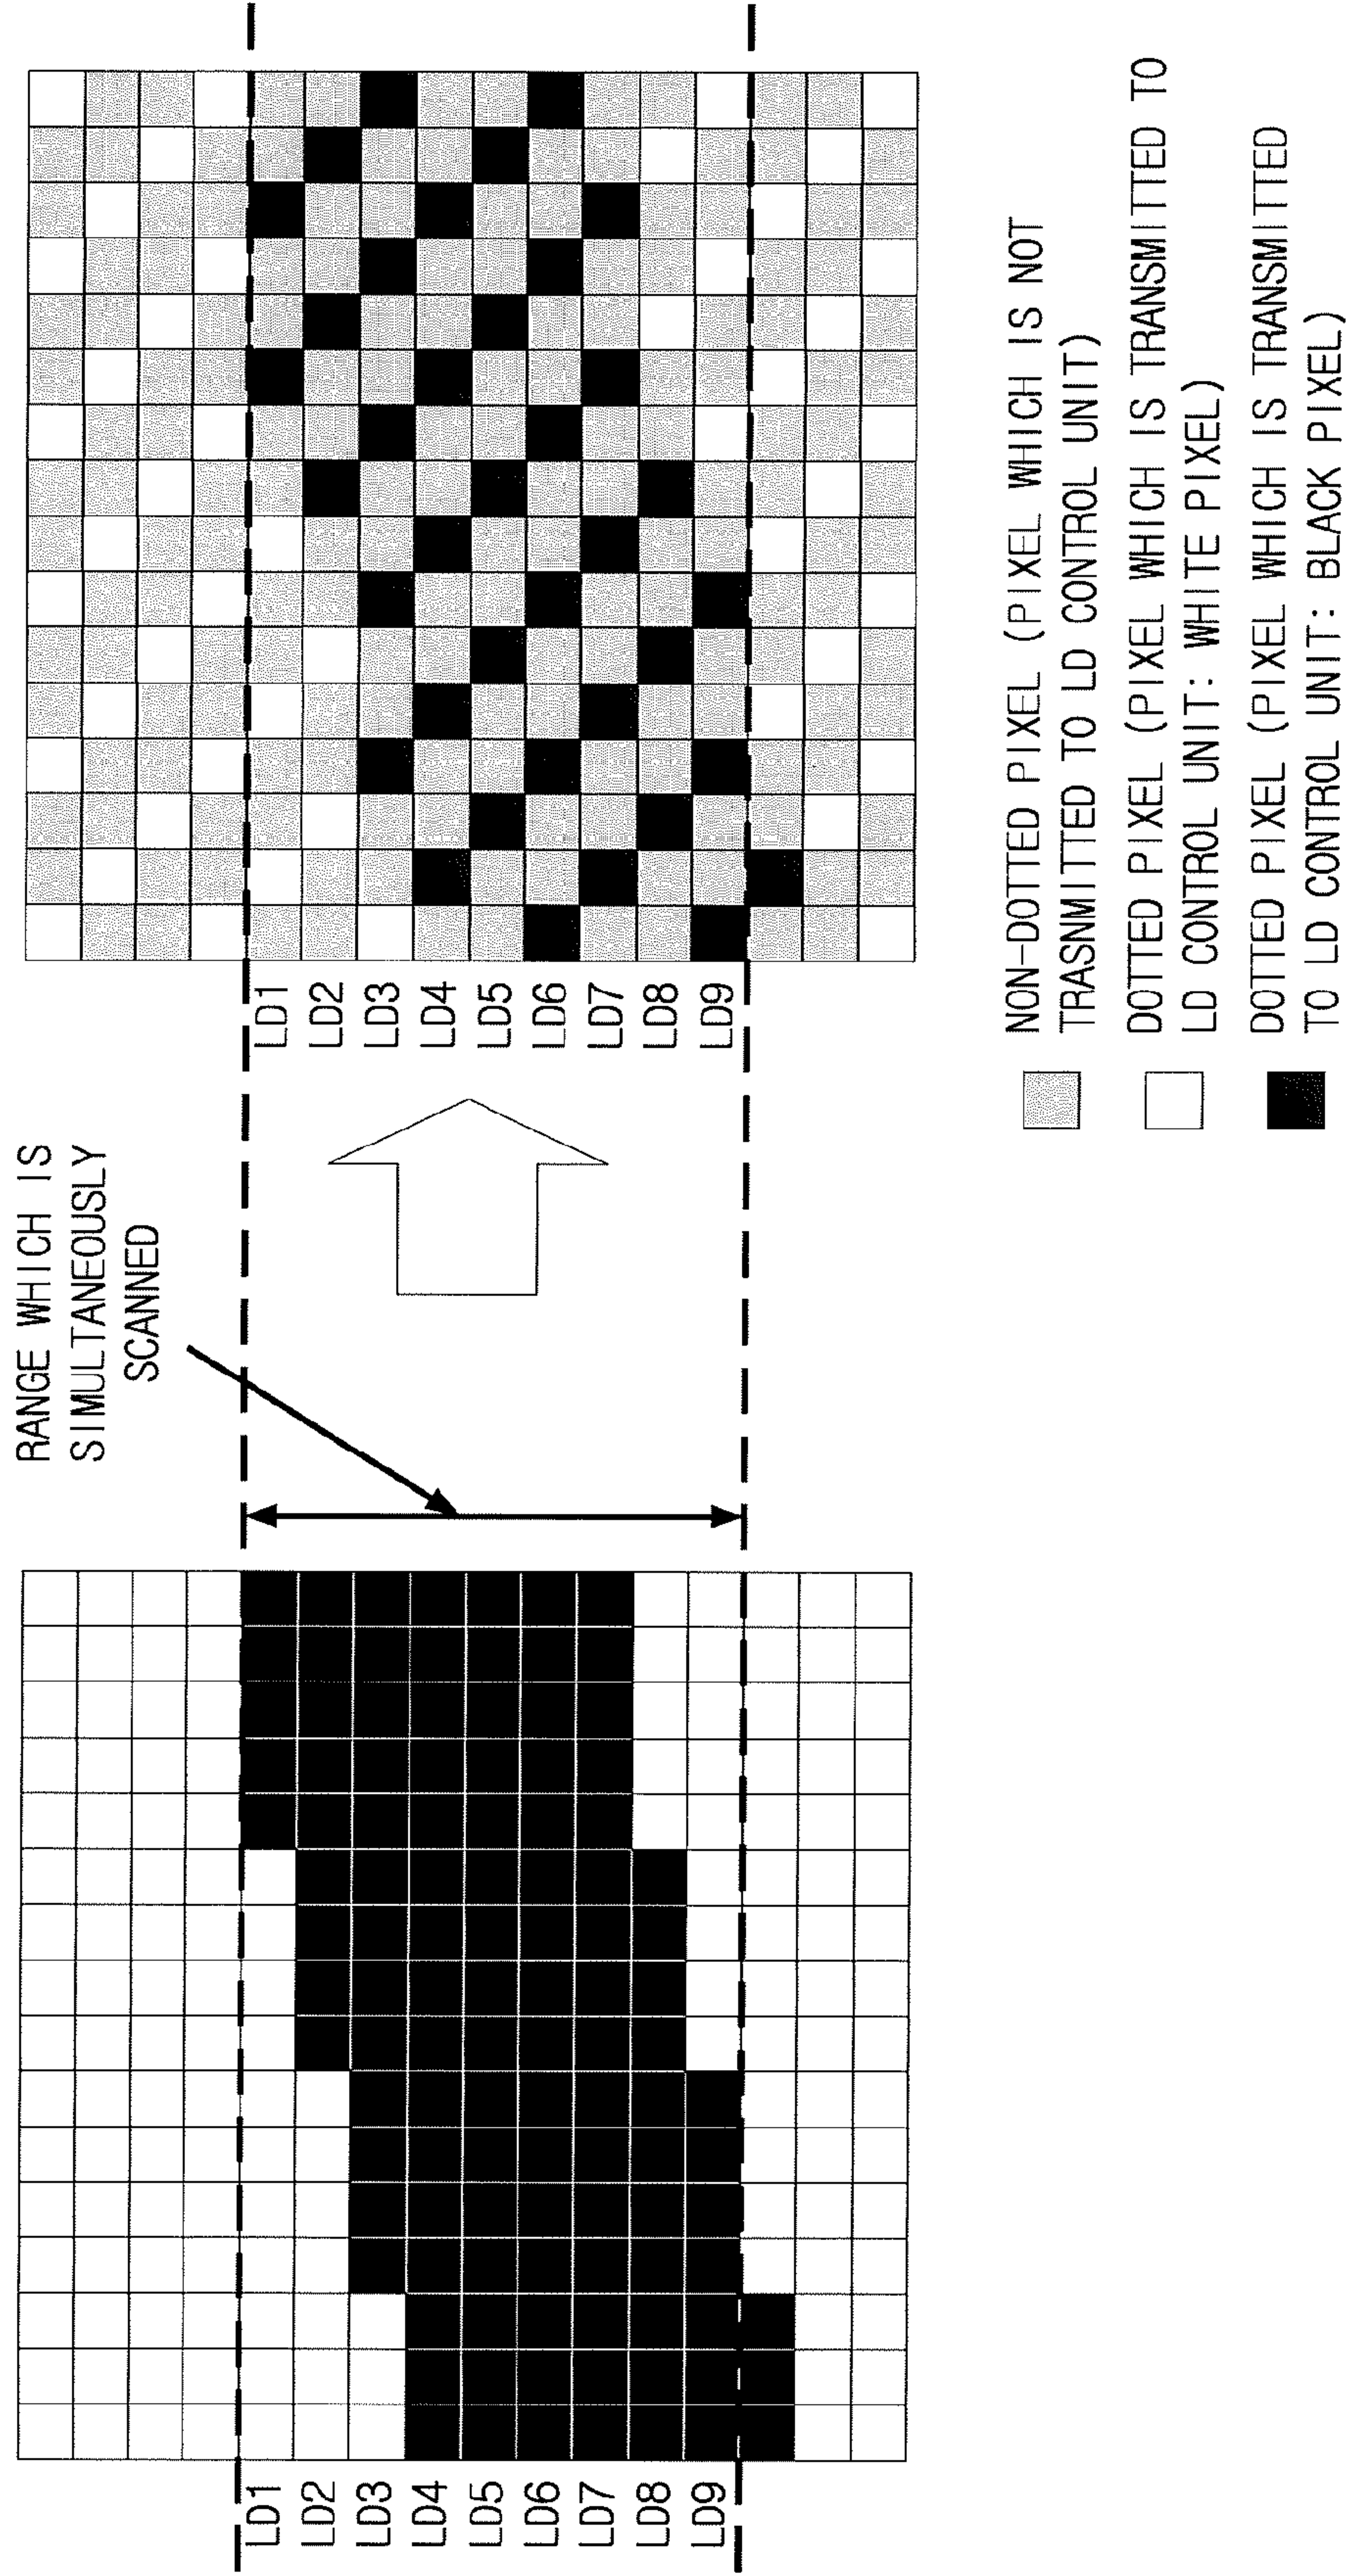 RANGE WHICH IS
SIMULTANEOUSLY
SCANNED
LD1
LD2
LD3
LD4
LD5
LD6
LD7
LD8
LD9
LD1
LD2
LD3
LD4
LD5
LD6
LD7
LD8
LD9
NON-DOTTED PIXEL (PIXEL WHICH IS NOT
TRASNMITTED TO LD CONTROL UNIT)
DOTTED PIXEL (PIXEL WHICH IS TRANSMITTED TO
LD CONTROL UNIT: WHITE PIXEL)
DOTTED PIXEL (PIXEL WHICH IS TRANSMITTED
TO LD CONTROL UNIT: BLACK PIXEL)